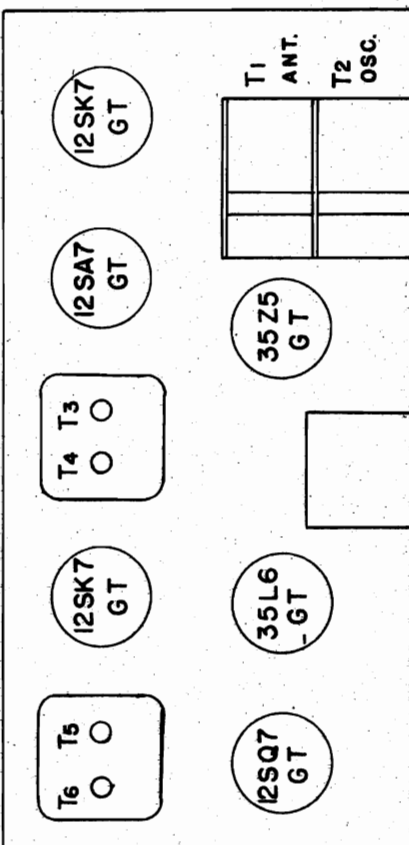 12SK7
GT
T1
ANT.
T2
OSC.
12SA7
GT
35Z5
GT
T3
T4
12SK7
GT
35L6
GT
T5
T6
12SQ7
GT